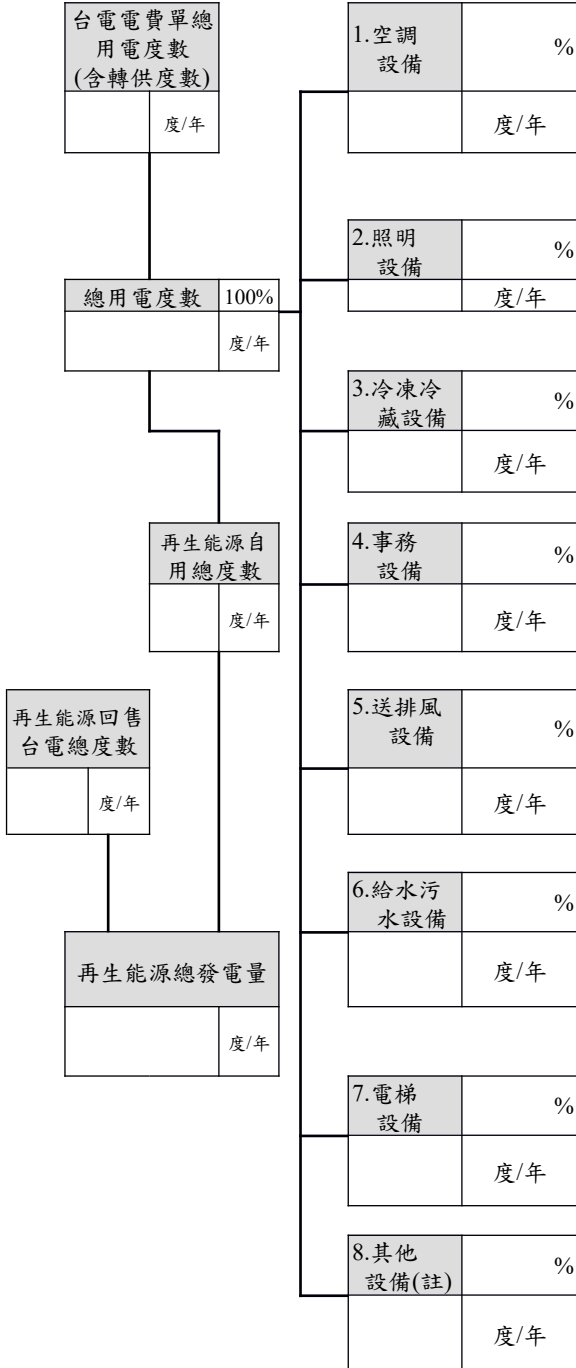 台電電費單總
用電度數
(含轉供度數)
度/年
總用電度數 100%
度/年
再生能源自
用總度數
度/年
再生能源回售
台電總度數
度/年
再生能源總發電量
度/年
1.空調
設備
%
度/年
2.照明
設備
%
度/年
3.冷凍冷
藏設備
%
度/年
4.事務
設備
%
度/年
5.送排風
設備
%
度/年
6.給水污
水設備
%
度/年
7.電梯
設備
%
度/年
8.其他
設備(註)
%
度/年